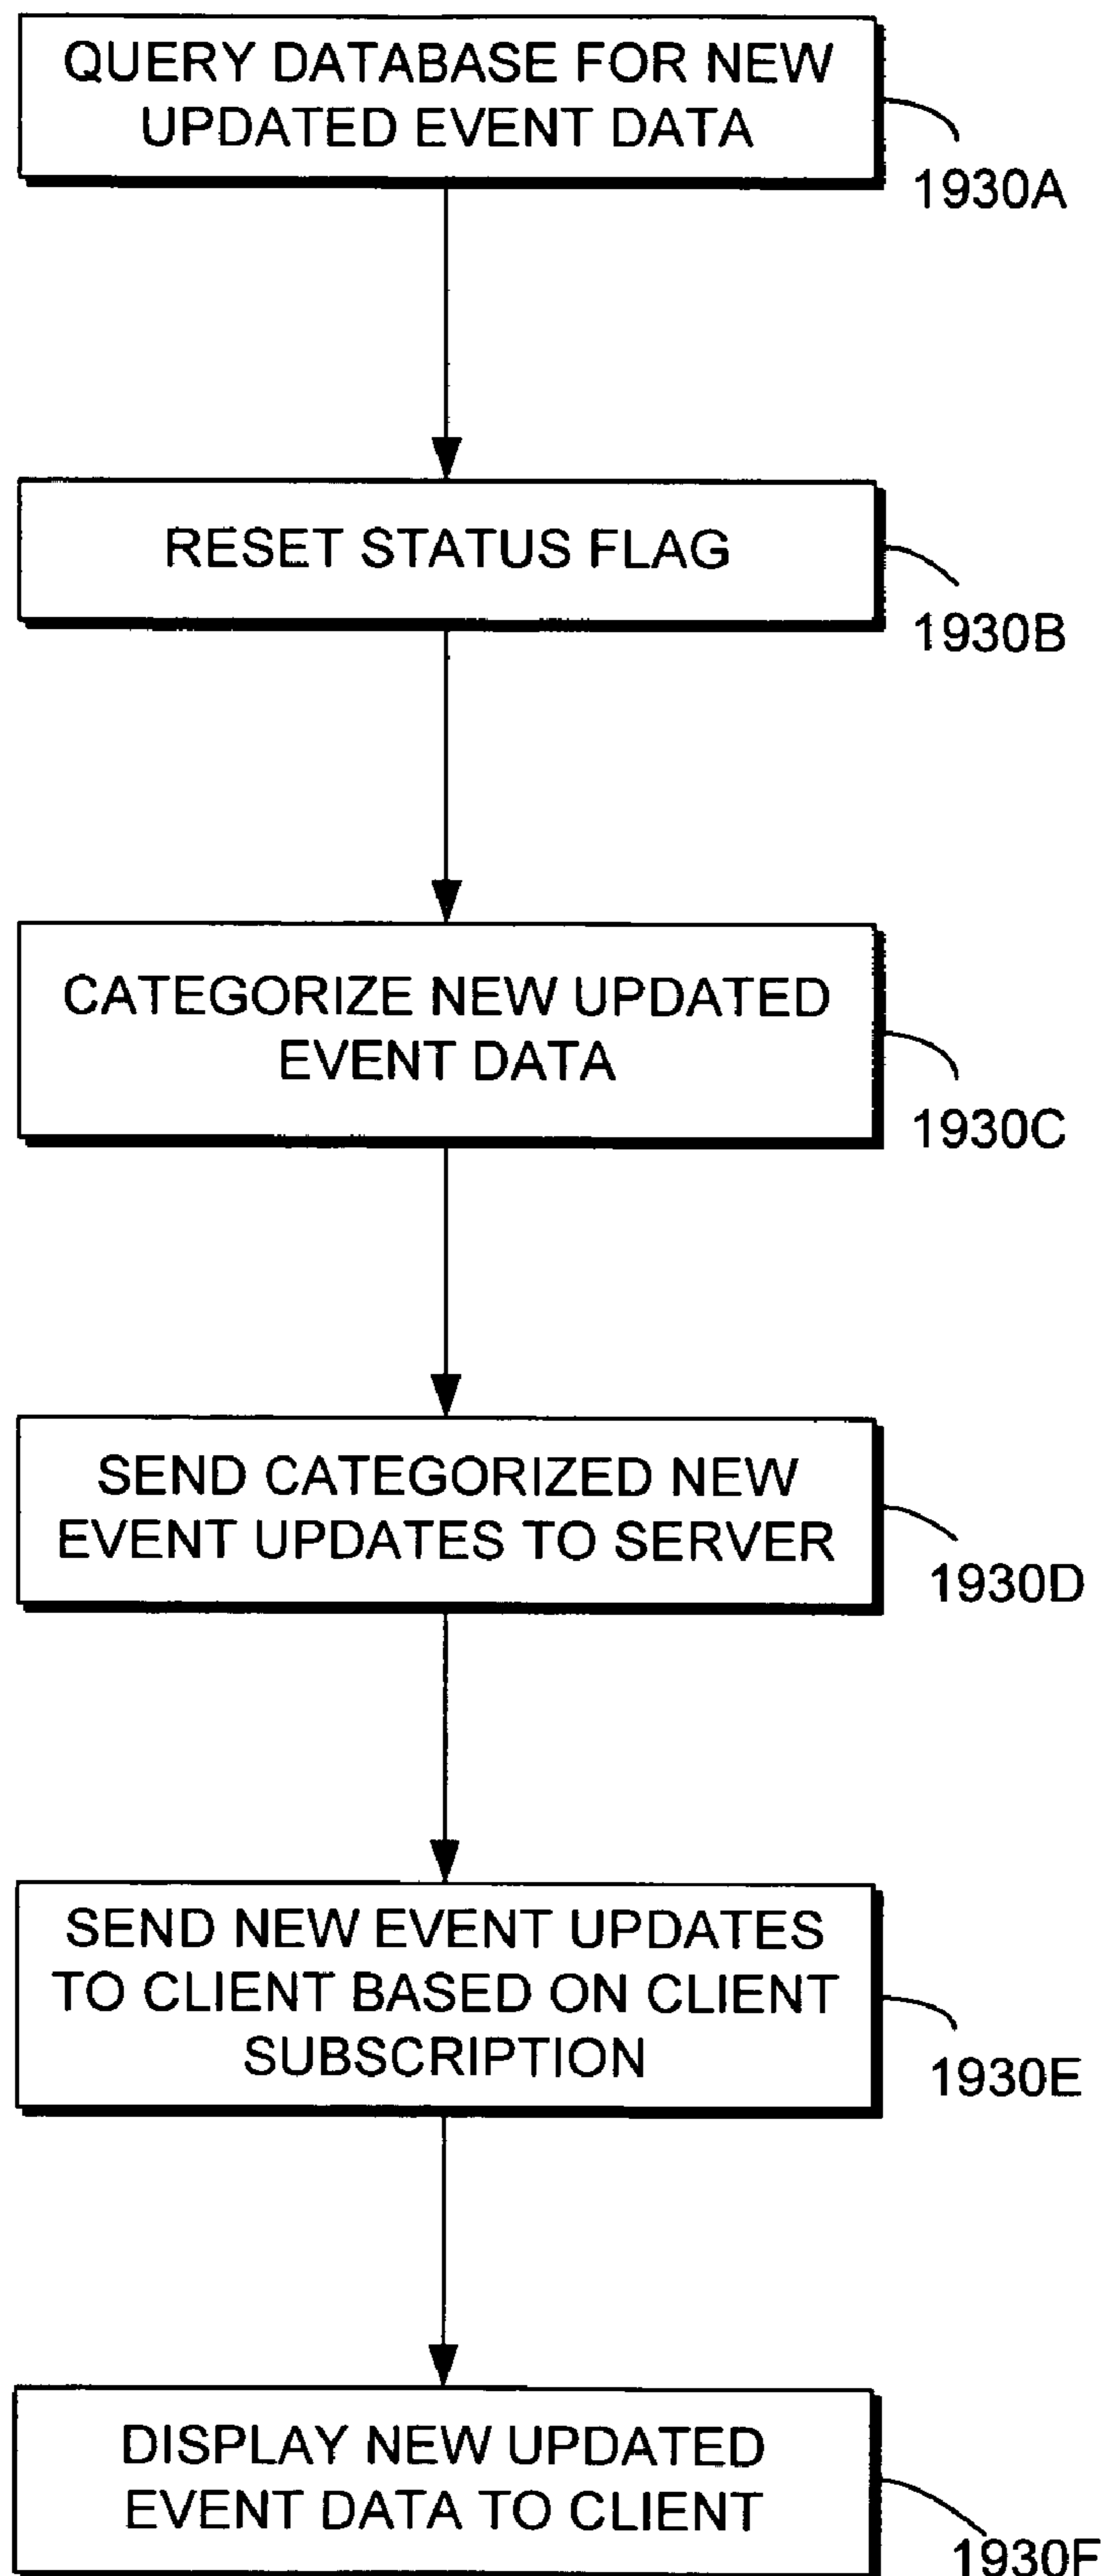 QUERY DATABASE FOR NEW
UPDATED EVENT DATA
1930A
RESET STATUS FLAG
1930B
CATEGORIZE NEW UPDATED
EVENT DATA
1930C
SEND CATEGORIZED NEW
EVENT UPDATES TO SERVER
1930D
SEND NEW EVENT UPDATES
TO CLIENT BASED ON CLIENT
SUBSCRIPTION
1930E
DISPLAY NEW UPDATED
EVENT DATA TO CLIENT
1930F